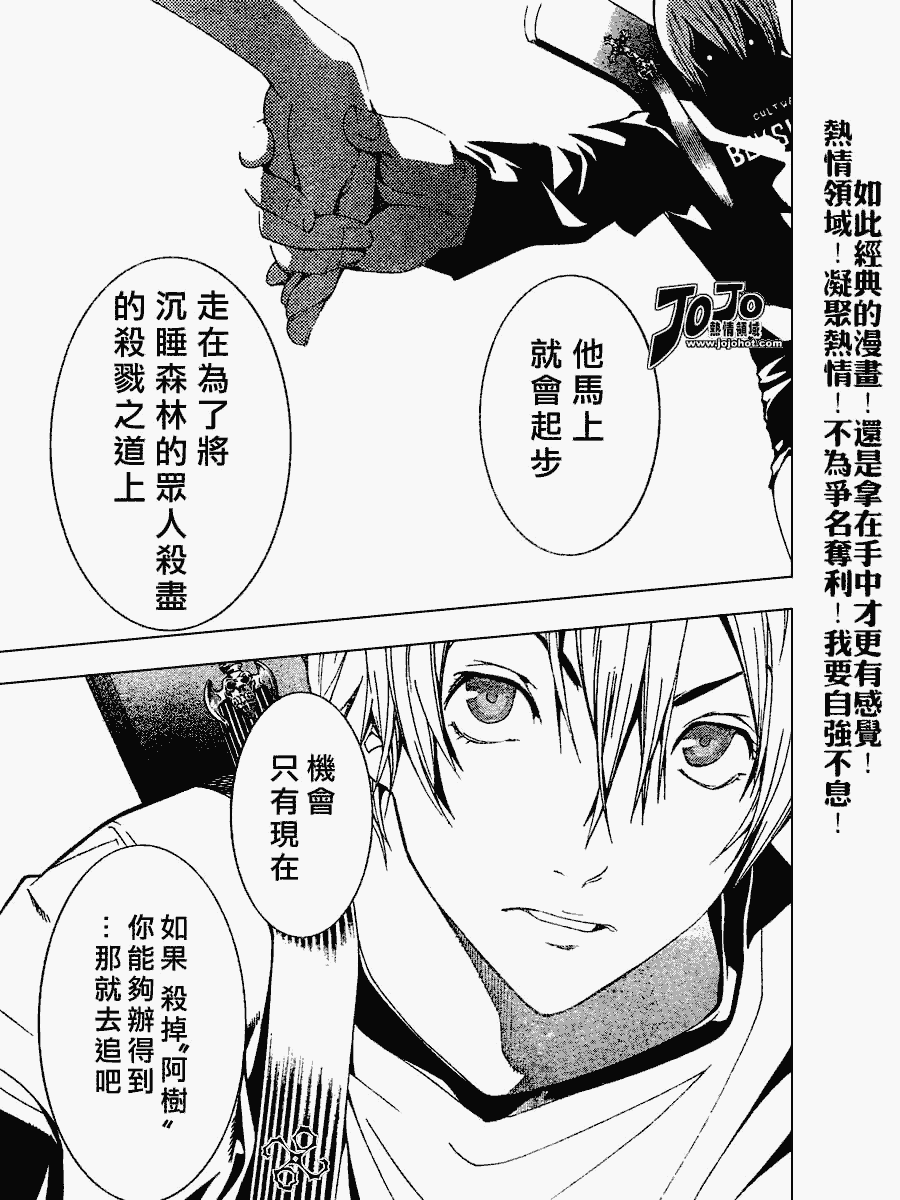 他馬上
就會起步
走在為了將
沉睡森林的眾人殺盡
的殺戮之道上
機會
只有現在
如果 殺掉〝阿樹〞
你能夠辦得到
…那就去追吧
CULTU
JOJO
熱情領域
www.jojohot.com
如此經典的漫畫！還是拿在手中才更有感覺！
熱情領域！凝聚熱情！不為爭名奪利！我要自強不息！